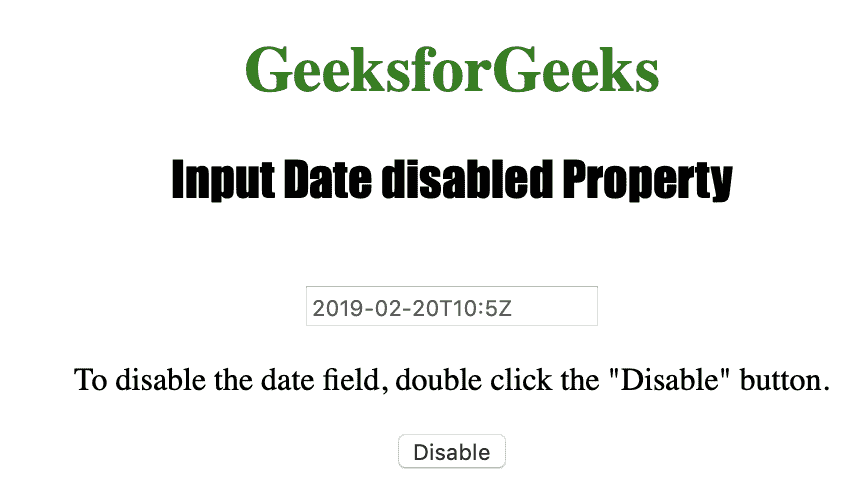 GeeksforGeeks
Input Date disabled Property
2019-02-20T10:5Z
To disable the date field, double click the "Disable" button.
Disable